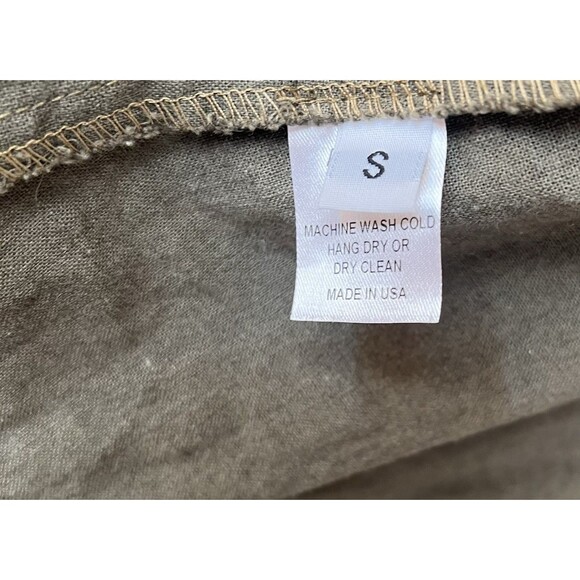 S
MACHINE WASH COLD
HANG DRY OR
DRY CLEAN
MADE IN USA